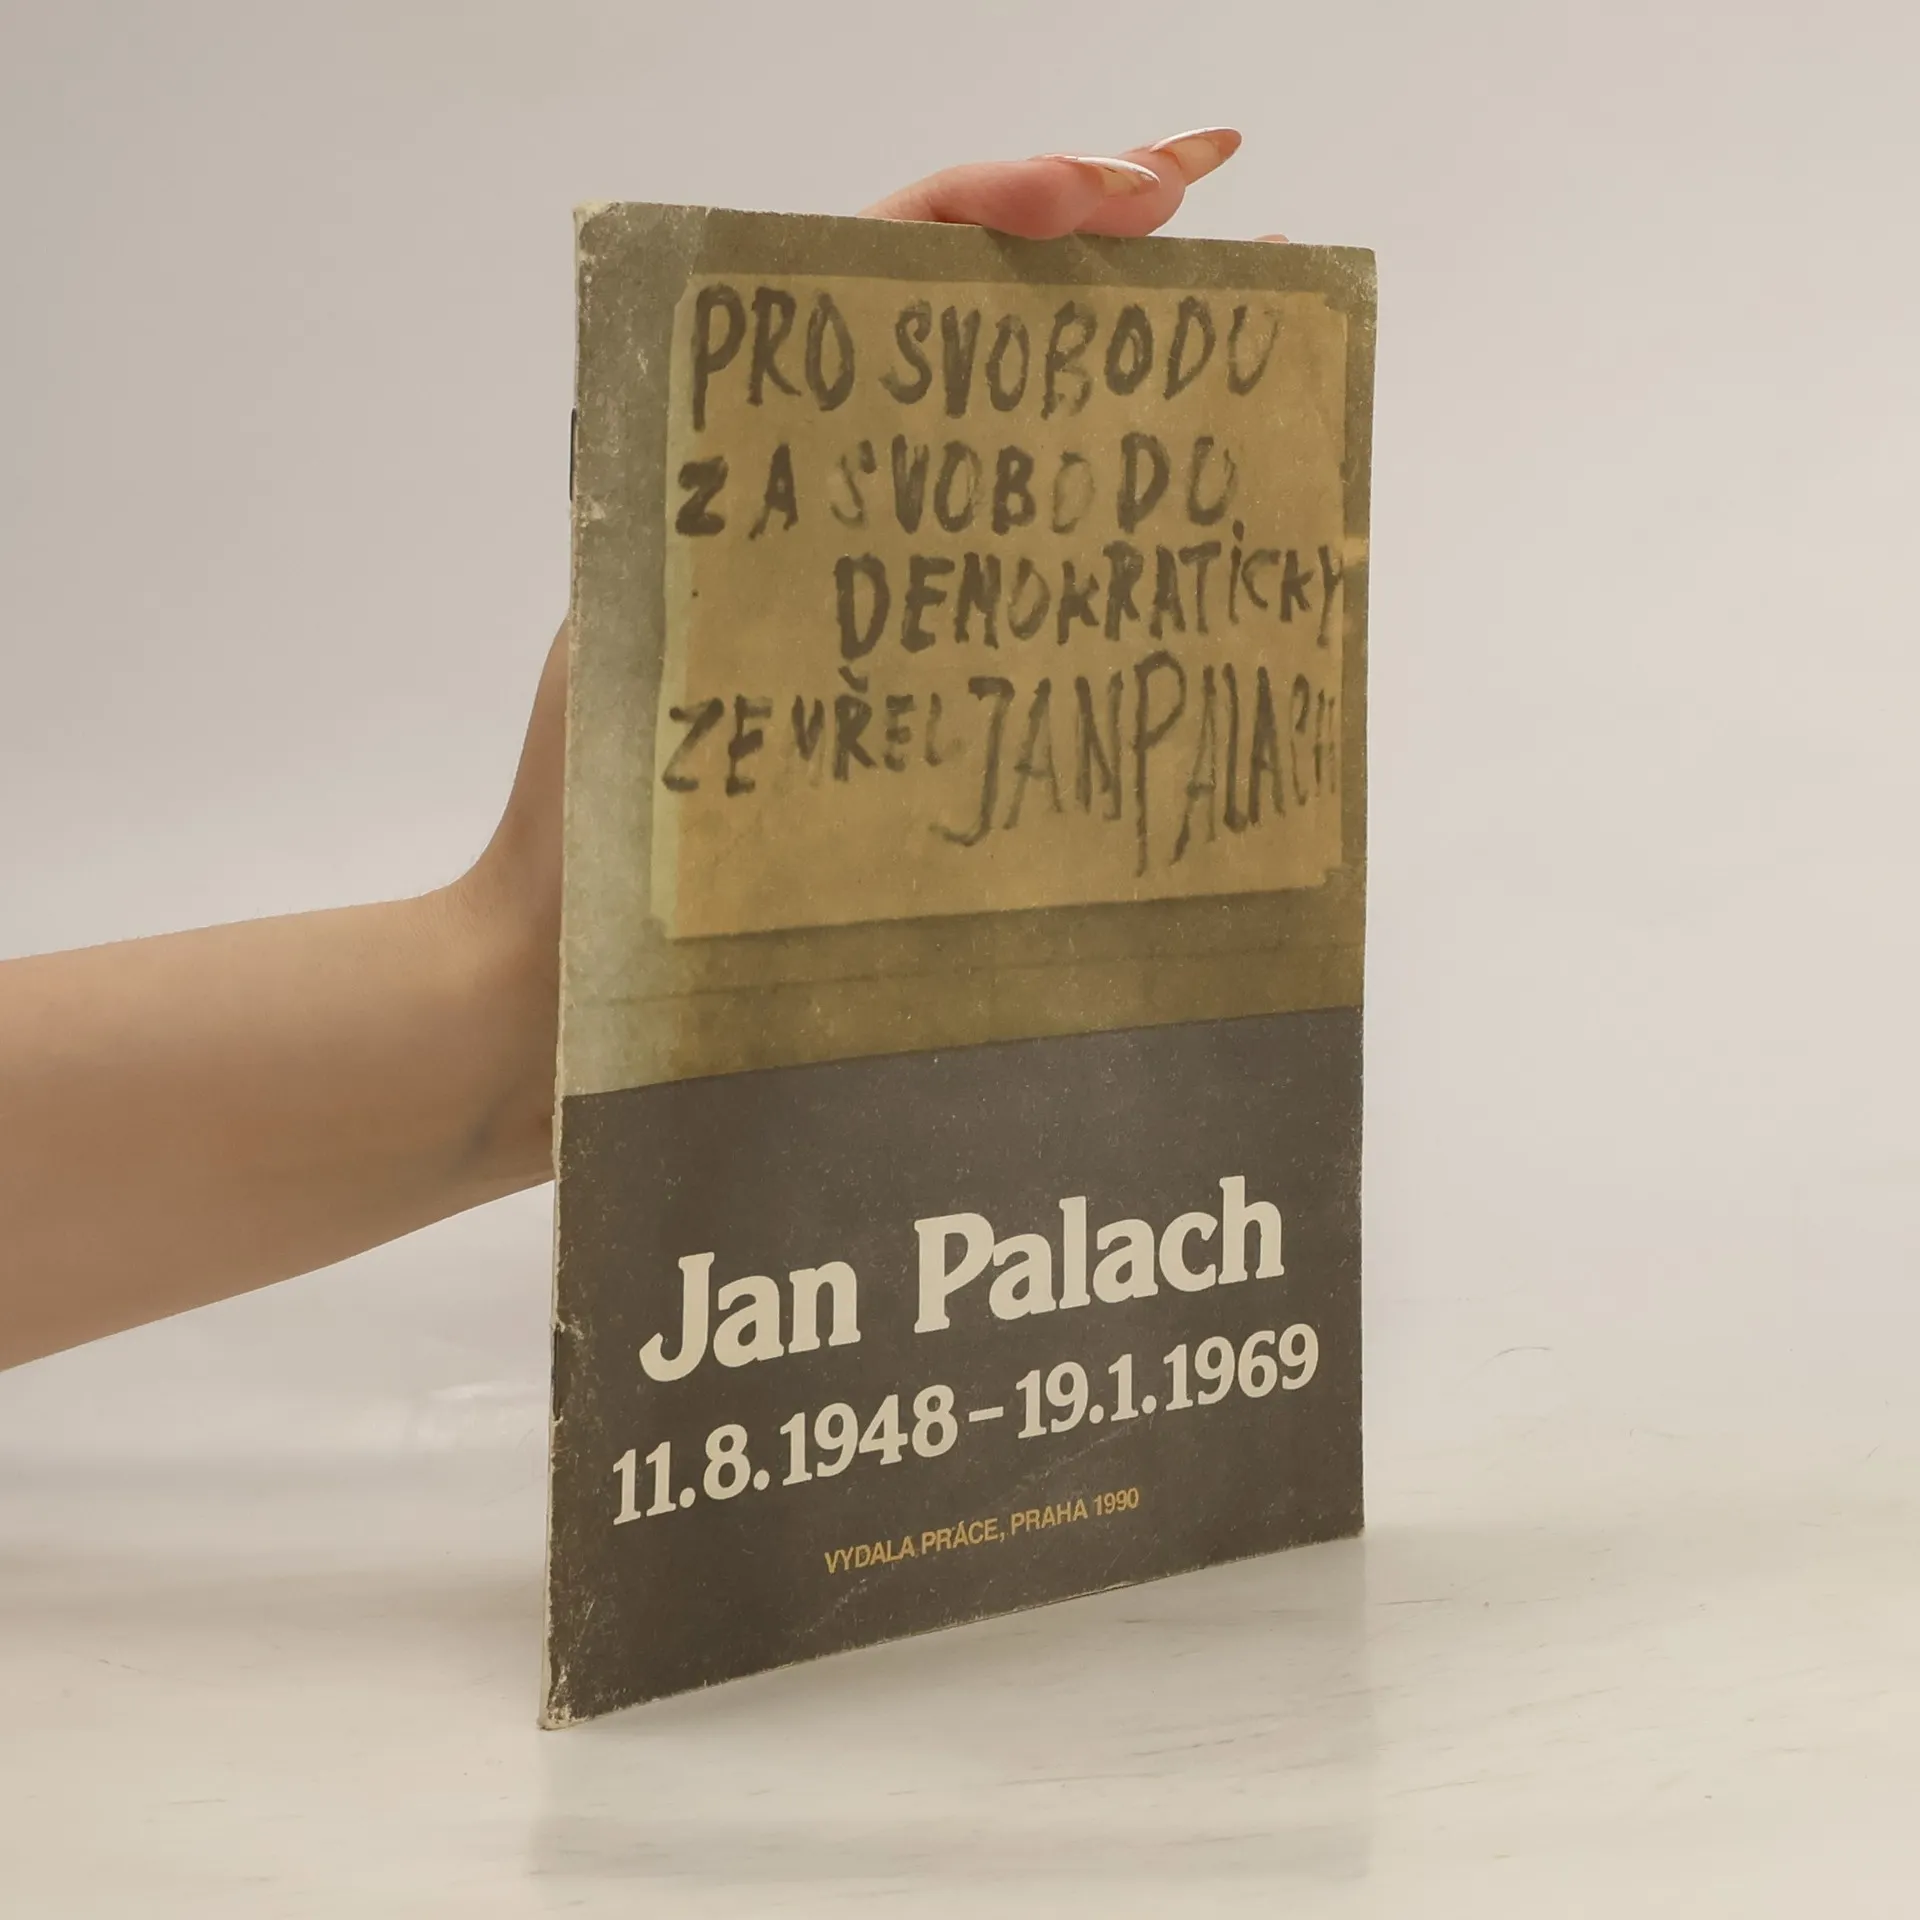 PRO SVOBODU
ZA SVOBODU,
DEMOKRATICKY
ZEMŘEL JAN PALACH
Jan Palach
11.8.1948–19.1.1969
VYDALA PRÁCE, PRAHA 1990